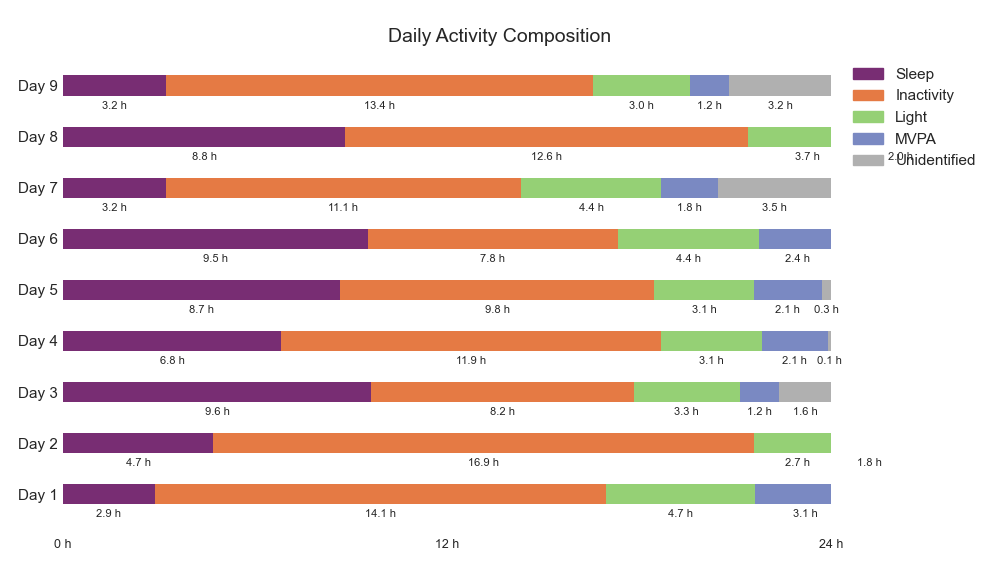 Daily Activity Composition
Sleep
Inactivity
Light
MVPA
Unidentified
Day 9
3.2 h 13.4 h 3.0 h 1.2 h 3.2 h
Day 8
8.8 h 12.6 h 3.7 h 2.0 h
Day 7
3.2 h 11.1 h 4.4 h 1.8 h 3.5 h
Day 6
9.5 h 7.8 h 4.4 h 2.4 h
Day 5
8.7 h 9.8 h 3.1 h 2.1 h 0.3 h
Day 4
6.8 h 11.9 h 3.1 h 2.1 h 0.1 h
Day 3
9.6 h 8.2 h 3.3 h 1.2 h 1.6 h
Day 2
4.7 h 16.9 h 2.7 h 1.8 h
Day 1
2.9 h 14.1 h 4.7 h 3.1 h
0 h 12 h 24 h